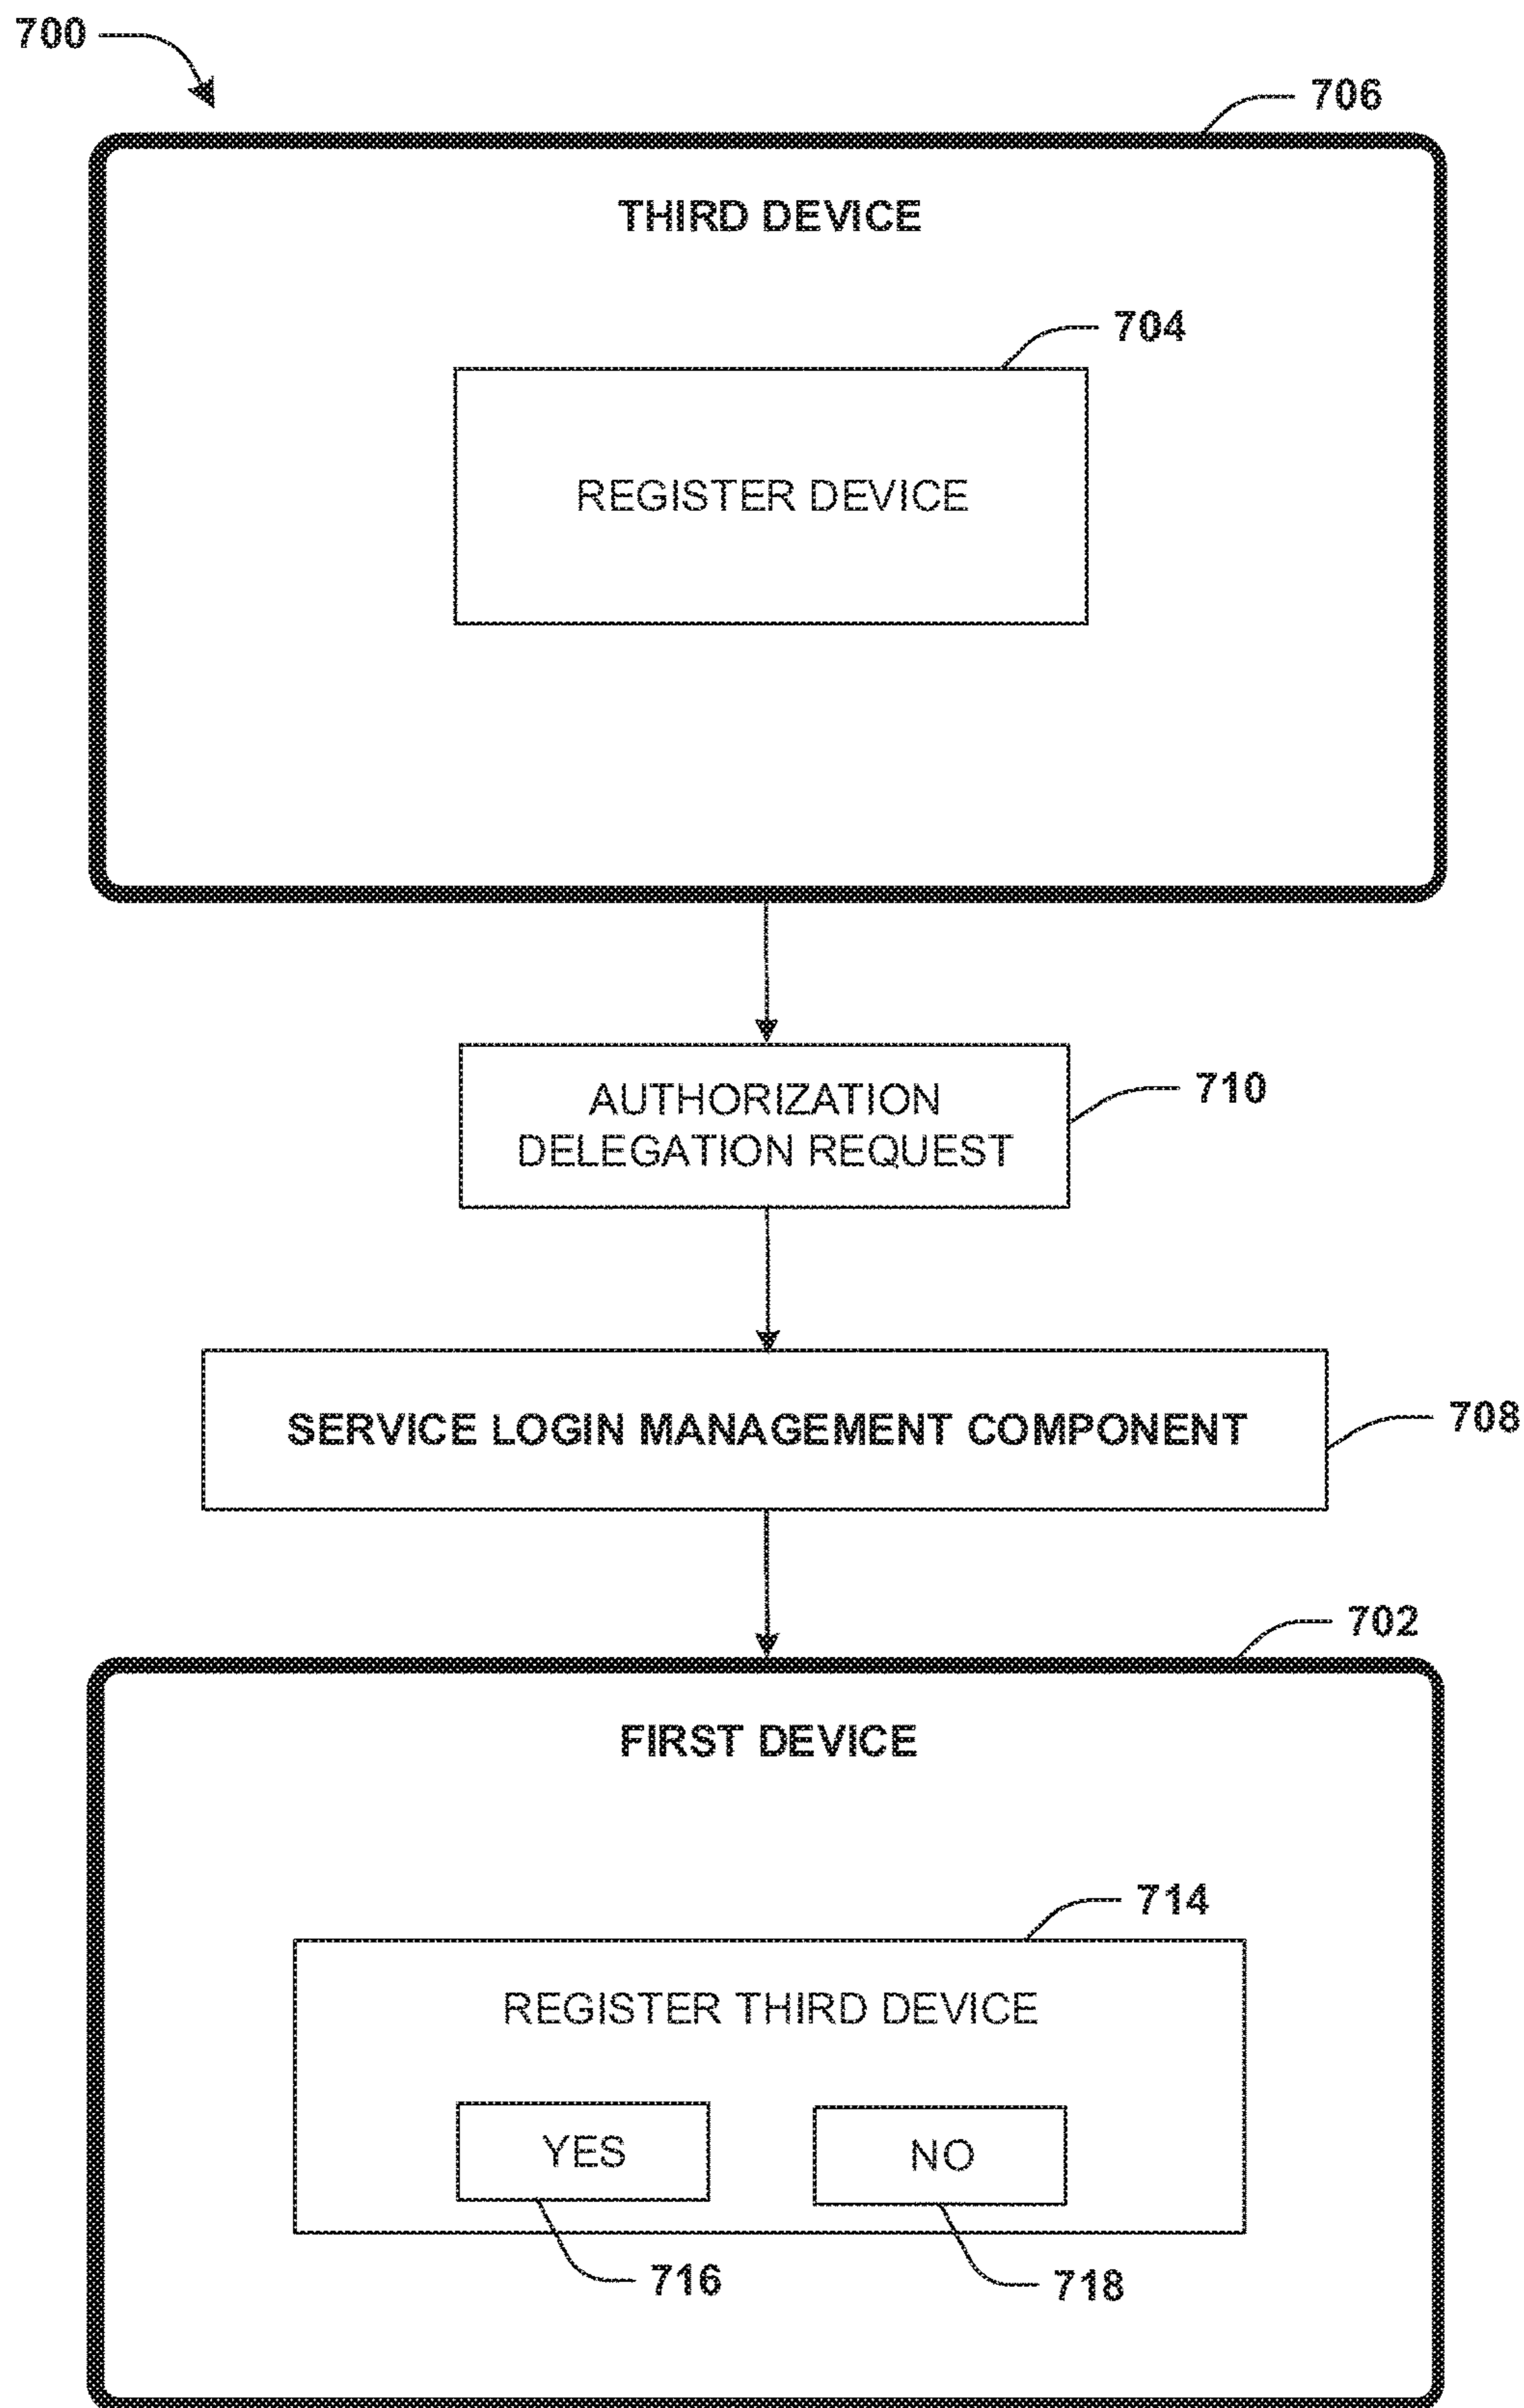 700
706
THIRD DEVICE
704
REGISTER DEVICE
AUTHORIZATION
DELEGATION REQUEST
710
SERVICE LOGIN MANAGEMENT COMPONENT
708
702
FIRST DEVICE
714
REGISTER THIRD DEVICE
YES
NO
716
718